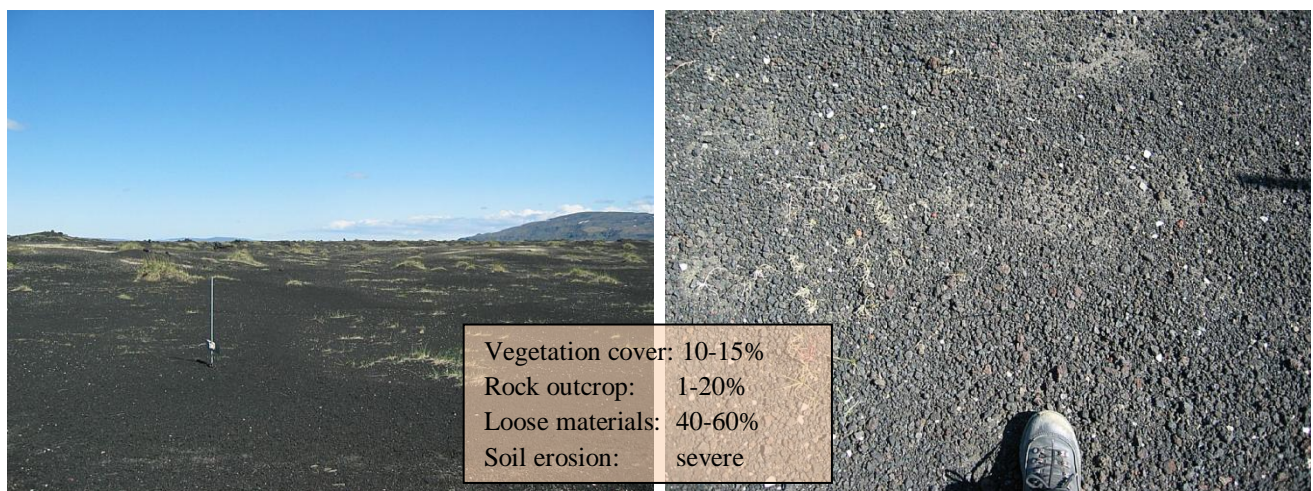 Vegetation cover: 10-15%
Rock outcrop: 1-20%
Loose materials: 40-60%
Soil erosion: severe